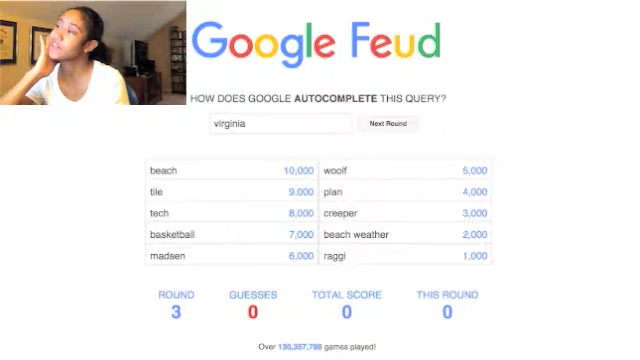 Google Feud
HOW DOES GOOGLE AUTOCOMPLETE THIS QUERY?
virginia
Next Round
beach 10,000 woolf 5,000
tile 9,000 plan 4,000
tech 8,000 creeper 3,000
basketball 7,000 beach weather 2,000
madsen 6,000 raggi 1,000
ROUND GUESSES TOTAL SCORE THIS ROUND
3 0 0 0
Over 130,357,788 games played!